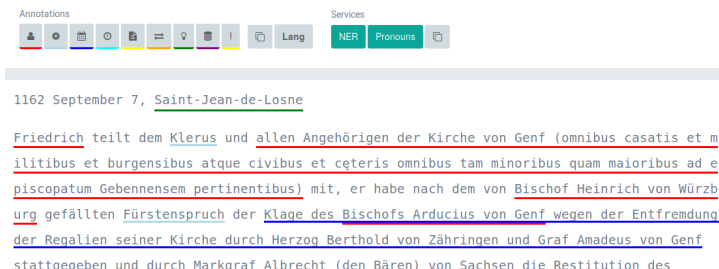 Annotations
Services
I
Lang
NER
Pronouns
1162 September 7, Saint-Jean-de-Losne
Friedrich teilt dem Klerus und allen Angehörigen der Kirche von Genf (omnibus casatis et m
ilitibus et burgensibus atque civibus et cęteris omnibus tam minoribus quam maioribus ad e
piscopatum Gebennensem pertinentibus) mit, er habe nach dem von Bischof Heinrich von Würzb
urg gefällten Fürstenspruch der Klage des Bischofs Arducius von Genf wegen der Entfremdung
der Regalien seiner Kirche durch Herzog Berthold von Zähringen und Graf Amadeus von Genf
stattgegeben und durch Markgraf Albrecht (den Bären) von Sachsen die Restitution des